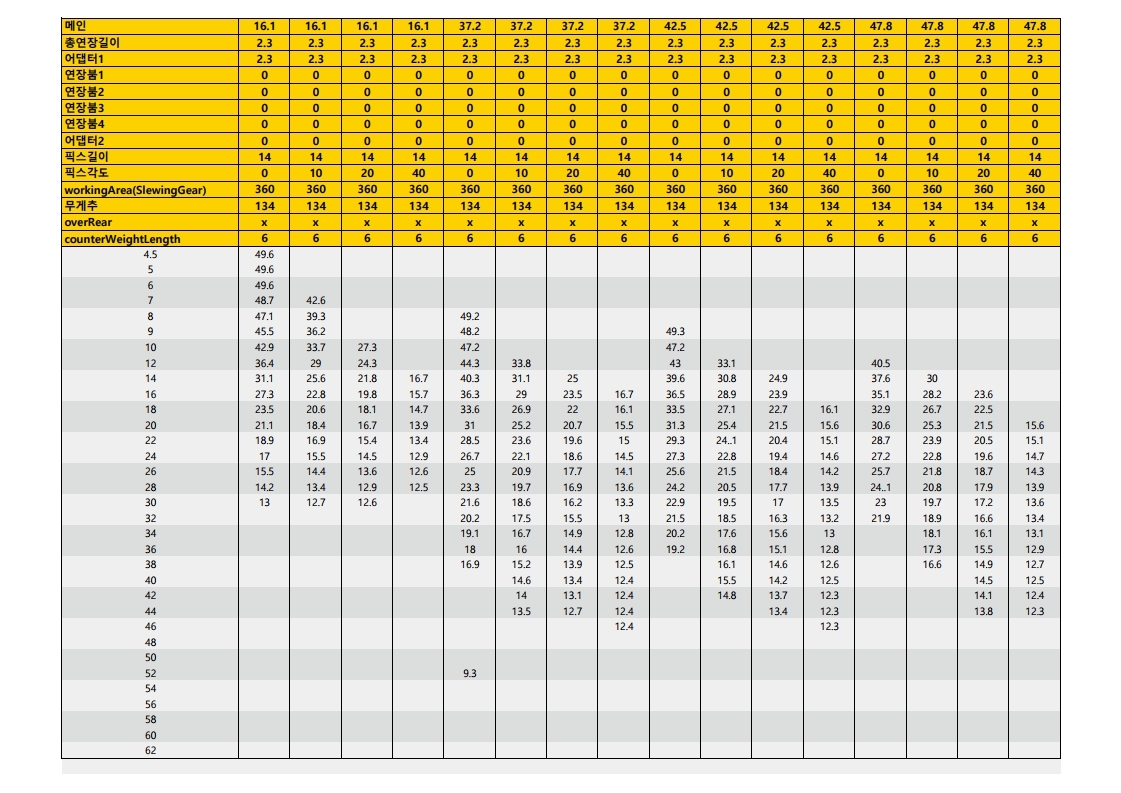 메인 16.1 16.1 16.1 16.1 37.2 37.2 37.2 37.2 42.5 42.5 42.5 42.5 47.8 47.8 47.8 47.8
총연장길이 2.3 2.3 2.3 2.3 2.3 2.3 2.3 2.3 2.3 2.3 2.3 2.3 2.3 2.3 2.3 2.3
어댑터1 2.3 2.3 2.3 2.3 2.3 2.3 2.3 2.3 2.3 2.3 2.3 2.3 2.3 2.3 2.3 2.3
연장붐1 0 0 0 0 0 0 0 0 0 0 0 0 0 0 0 0
연장붐2 0 0 0 0 0 0 0 0 0 0 0 0 0 0 0 0
연장붐3 0 0 0 0 0 0 0 0 0 0 0 0 0 0 0 0
연장붐4 0 0 0 0 0 0 0 0 0 0 0 0 0 0 0 0
어댑터2 0 0 0 0 0 0 0 0 0 0 0 0 0 0 0 0
픽스길이 14 14 14 14 14 14 14 14 14 14 14 14 14 14 14 14
픽스각도 0 10 20 40 0 10 20 40 0 10 20 40 0 10 20 40
workingArea(SlewingGear) 360 360 360 360 360 360 360 360 360 360 360 360 360 360 360 360
무게추 134 134 134 134 134 134 134 134 134 134 134 134 134 134 134 134
overRear x x x x x x x x x x x x x x x x
counterWeightLength 6 6 6 6 6 6 6 6 6 6 6 6 6 6 6 6
4.5 49.6
5 49.6
6 49.6
7 48.7 42.6
8 47.1 39.3 49.2
9 45.5 36.2 48.2 49.3
10 42.9 33.7 27.3 47.2 47.2
12 36.4 29 24.3 44.3 33.8 43 33.1 40.5
14 31.1 25.6 21.8 16.7 40.3 31.1 25 39.6 30.8 24.9 37.6 30
16 27.3 22.8 19.8 15.7 36.3 29 23.5 16.7 36.5 28.9 23.9 35.1 28.2 23.6
18 23.5 20.6 18.1 14.7 33.6 26.9 22 16.1 33.5 27.1 22.7 16.1 32.9 26.7 22.5
20 21.1 18.4 16.7 13.9 31 25.2 20.7 15.5 31.3 25.4 21.5 15.6 30.6 25.3 21.5 15.6
22 18.9 16.9 15.4 13.4 28.5 23.6 19.6 15 29.3 24..1 20.4 15.1 28.7 23.9 20.5 15.1
24 17 15.5 14.5 12.9 26.7 22.1 18.6 14.5 27.3 22.8 19.4 14.6 27.2 22.8 19.6 14.7
26 15.5 14.4 13.6 12.6 25 20.9 17.7 14.1 25.6 21.5 18.4 14.2 25.7 21.8 18.7 14.3
28 14.2 13.4 12.9 12.5 23.3 19.7 16.9 13.6 24.2 20.5 17.7 13.9 24..1 20.8 17.9 13.9
30 13 12.7 12.6 21.6 18.6 16.2 13.3 22.9 19.5 17 13.5 23 19.7 17.2 13.6
32 20.2 17.5 15.5 13 21.5 18.5 16.3 13.2 21.9 18.9 16.6 13.4
34 19.1 16.7 14.9 12.8 20.2 17.6 15.6 13 18.1 16.1 13.1
36 18 16 14.4 12.6 19.2 16.8 15.1 12.8 17.3 15.5 12.9
38 16.9 15.2 13.9 12.5 16.1 14.6 12.6 16.6 14.9 12.7
40 14.6 13.4 12.4 15.5 14.2 12.5 14.5 12.5
42 14 13.1 12.4 14.8 13.7 12.3 14.1 12.4
44 13.5 12.7 12.4 13.4 12.3 13.8 12.3
46 12.4 12.3
48
50
52 9.3
54
56
58
60
62